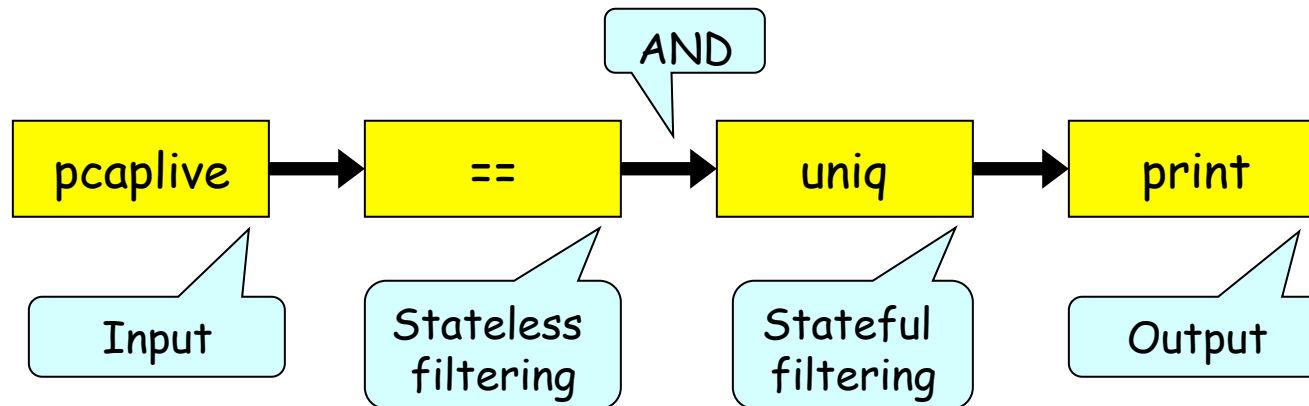 AND
pcaplive
==
uniq
print
Input
Stateless
filtering
Stateful
filtering
Output